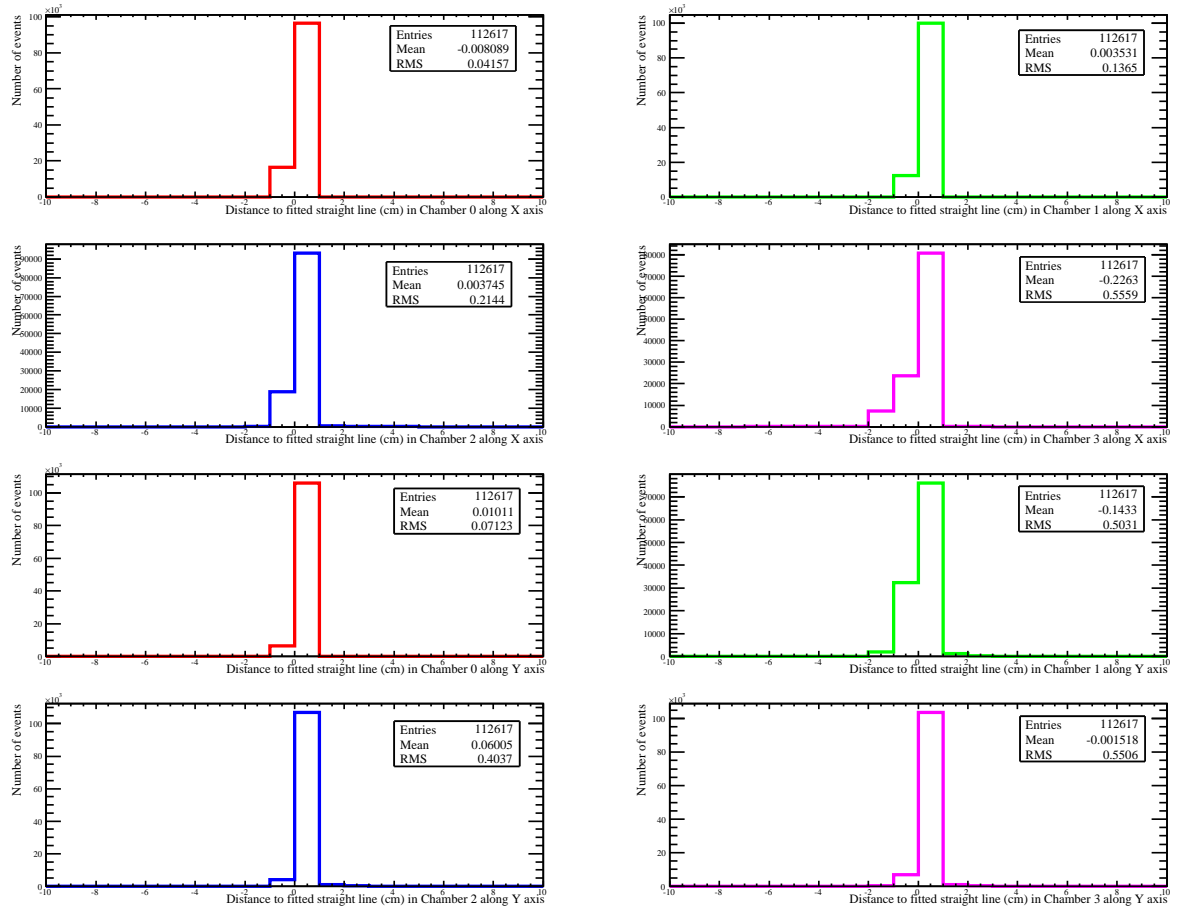 ×10³
Number of events
100
80
60
40
20
0
-10 -8 -6 -4 -2 0 2 4 6 8 10
Distance to fitted straight line (cm) in Chamber 0 along X axis
Entries 112617
Mean -0.008089
RMS 0.04157
×10³
Number of events
100
80
60
40
20
0
-10 -8 -6 -4 -2 0 2 4 6 8 10
Distance to fitted straight line (cm) in Chamber 1 along X axis
Entries 112617
Mean 0.003531
RMS 0.1365
Number of events
90000
80000
70000
60000
50000
40000
30000
20000
10000
0
-10 -8 -6 -4 -2 0 2 4 6 8 10
Distance to fitted straight line (cm) in Chamber 2 along X axis
Entries 112617
Mean 0.003745
RMS 0.2144
Number of events
80000
70000
60000
50000
40000
30000
20000
10000
0
-10 -8 -6 -4 -2 0 2 4 6 8 10
Distance to fitted straight line (cm) in Chamber 3 along X axis
Entries 112617
Mean -0.2263
RMS 0.5559
×10³
Number of events
100
80
60
40
20
0
-10 -8 -6 -4 -2 0 2 4 6 8 10
Distance to fitted straight line (cm) in Chamber 0 along Y axis
Entries 112617
Mean 0.01011
RMS 0.07123
Number of events
70000
60000
50000
40000
30000
20000
10000
0
-10 -8 -6 -4 -2 0 2 4 6 8 10
Distance to fitted straight line (cm) in Chamber 1 along Y axis
Entries 112617
Mean -0.1433
RMS 0.5031
×10³
Number of events
100
80
60
40
20
0
-10 -8 -6 -4 -2 0 2 4 6 8 10
Distance to fitted straight line (cm) in Chamber 2 along Y axis
Entries 112617
Mean 0.06005
RMS 0.4037
×10³
Number of events
100
80
60
40
20
0
-10 -8 -6 -4 -2 0 2 4 6 8 10
Distance to fitted straight line (cm) in Chamber 3 along Y axis
Entries 112617
Mean -0.001518
RMS 0.5506